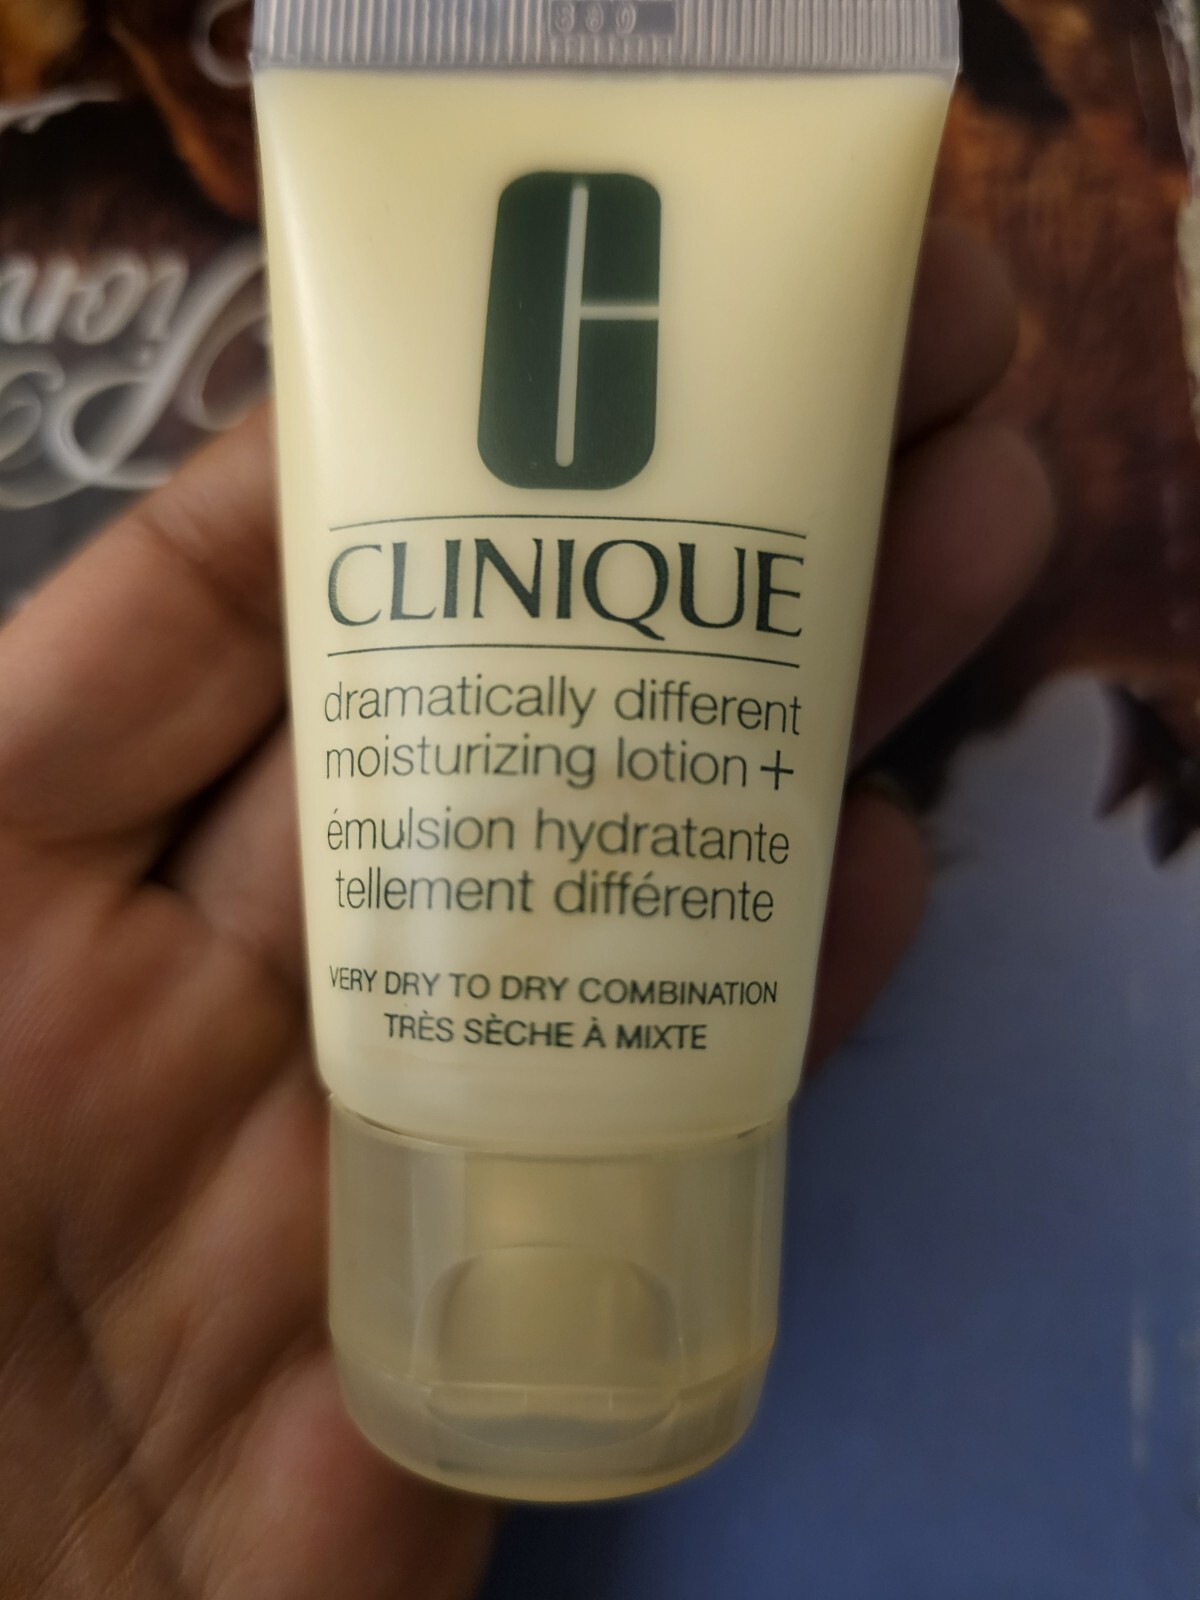 CLINIQUE
dramatically different
moisturizing lotion+
émulsion hydratante
tellement différente
VERY DRY TO DRY COMBINATION
TRÈS SÈCHE À MIXTE